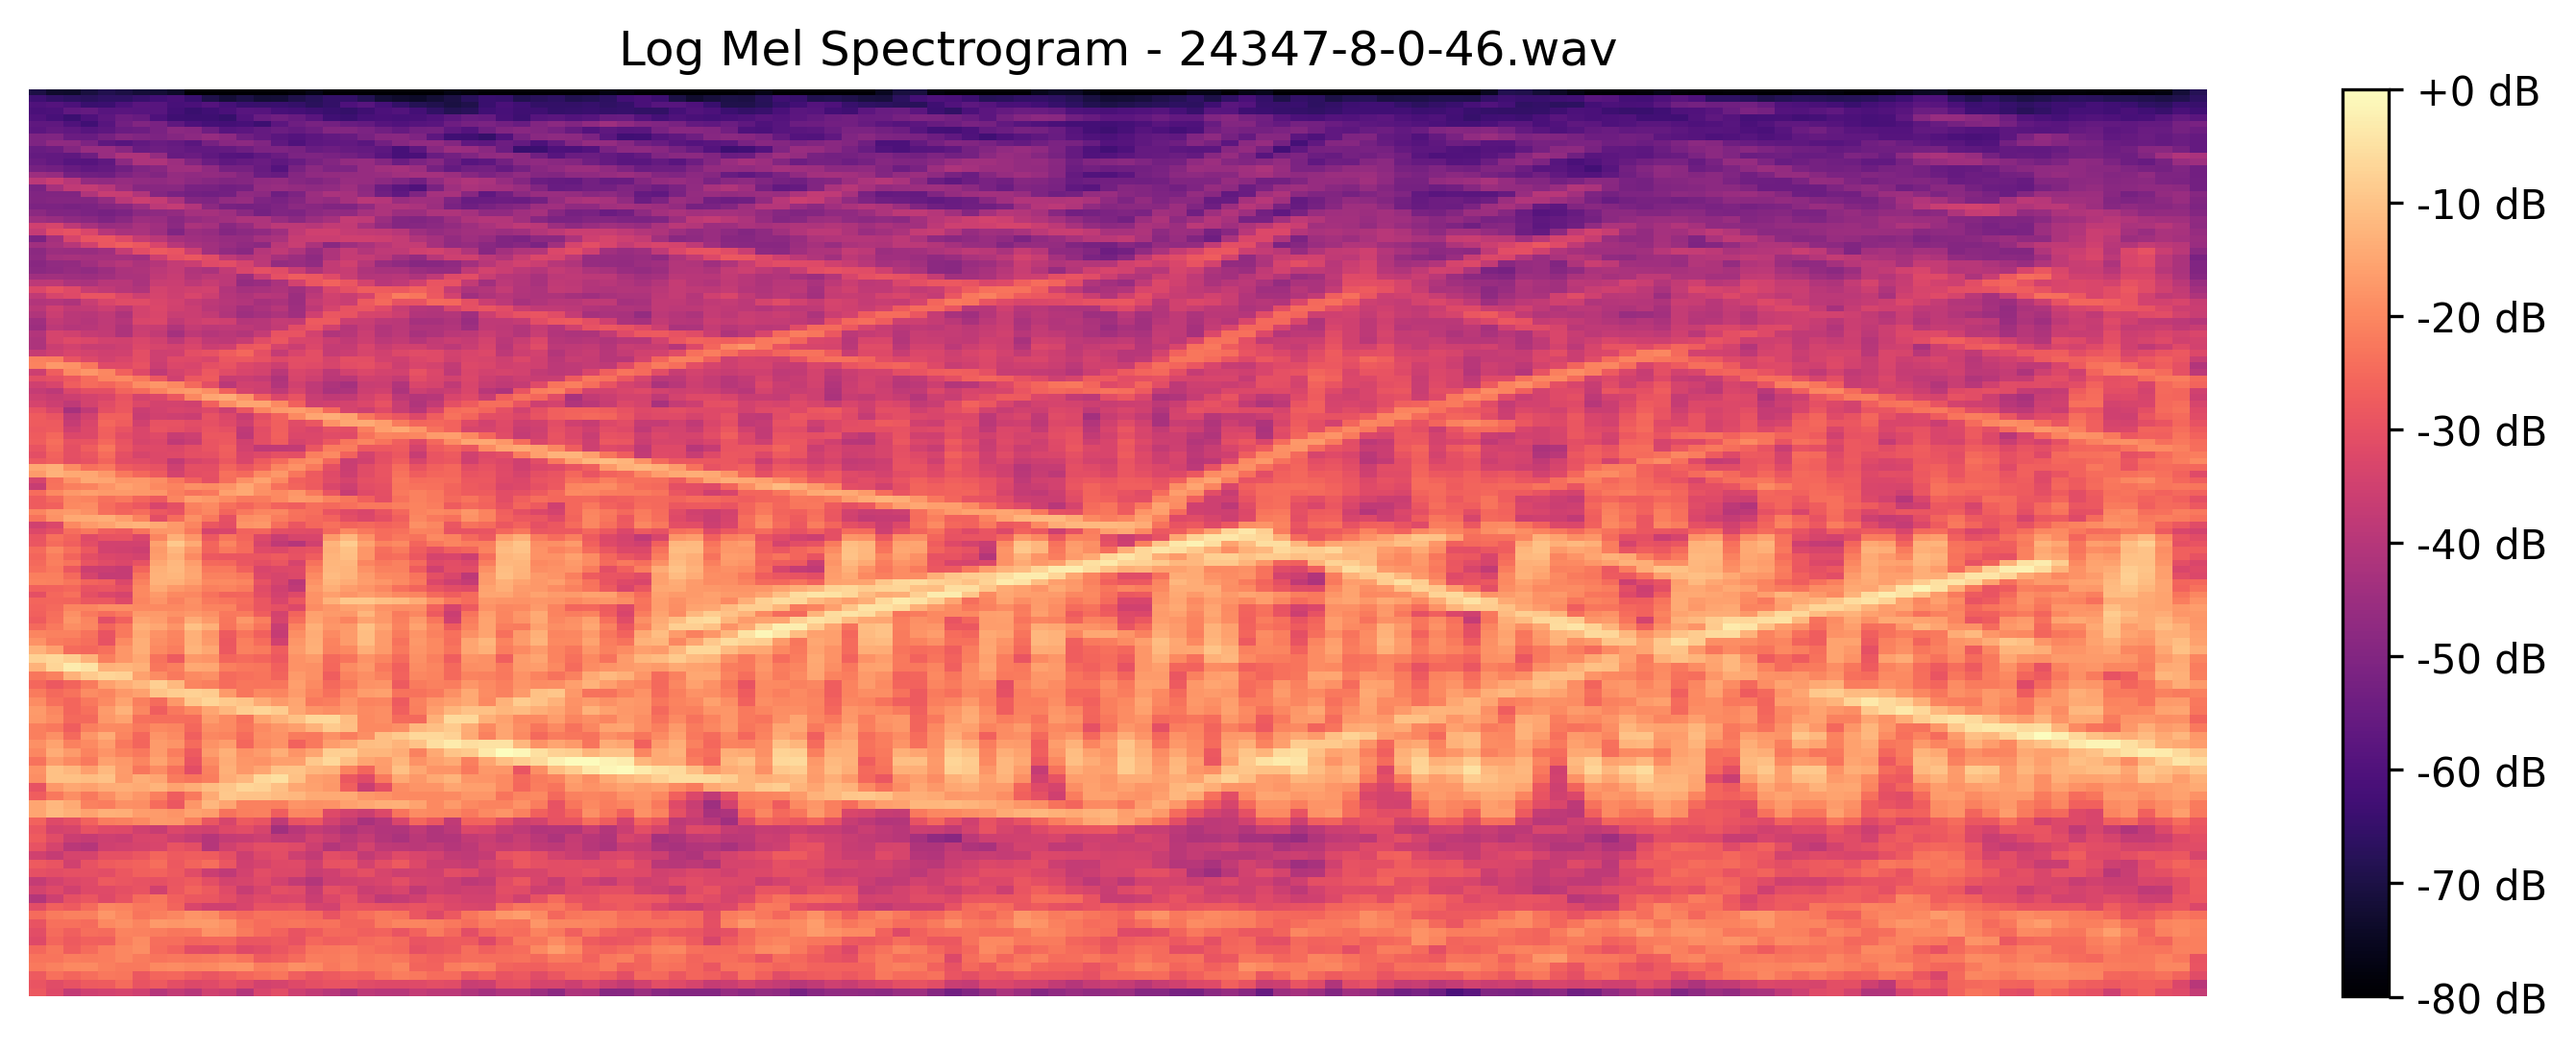 Log Mel Spectrogram - 24347-8-0-46.wav
+0 dB
-10 dB
-20 dB
-30 dB
-40 dB
-50 dB
-60 dB
-70 dB
-80 dB